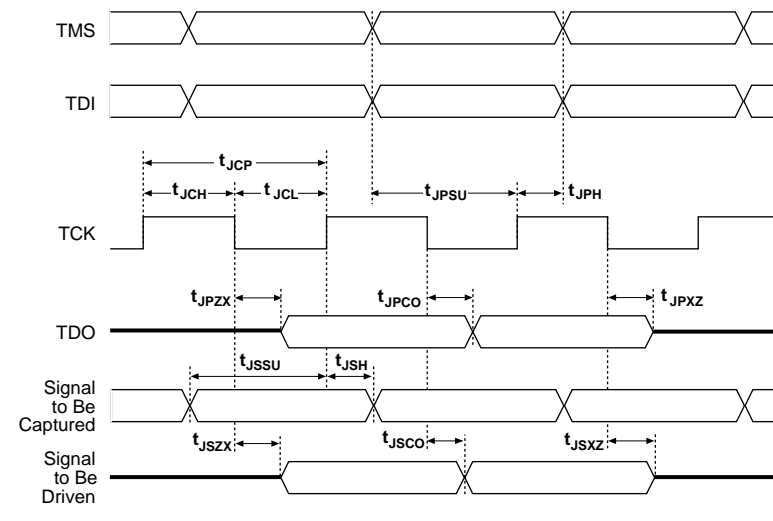 TMS
TDI
tJCP
tJCH
tJCL
tJPSU
tJPH
TCK
tJPZX
tJPCO
tJPXZ
TDO
tJSSU
tJSH
Signal
to Be
Captured
tJSZX
tJSCO
tJSXZ
Signal
to Be
Driven